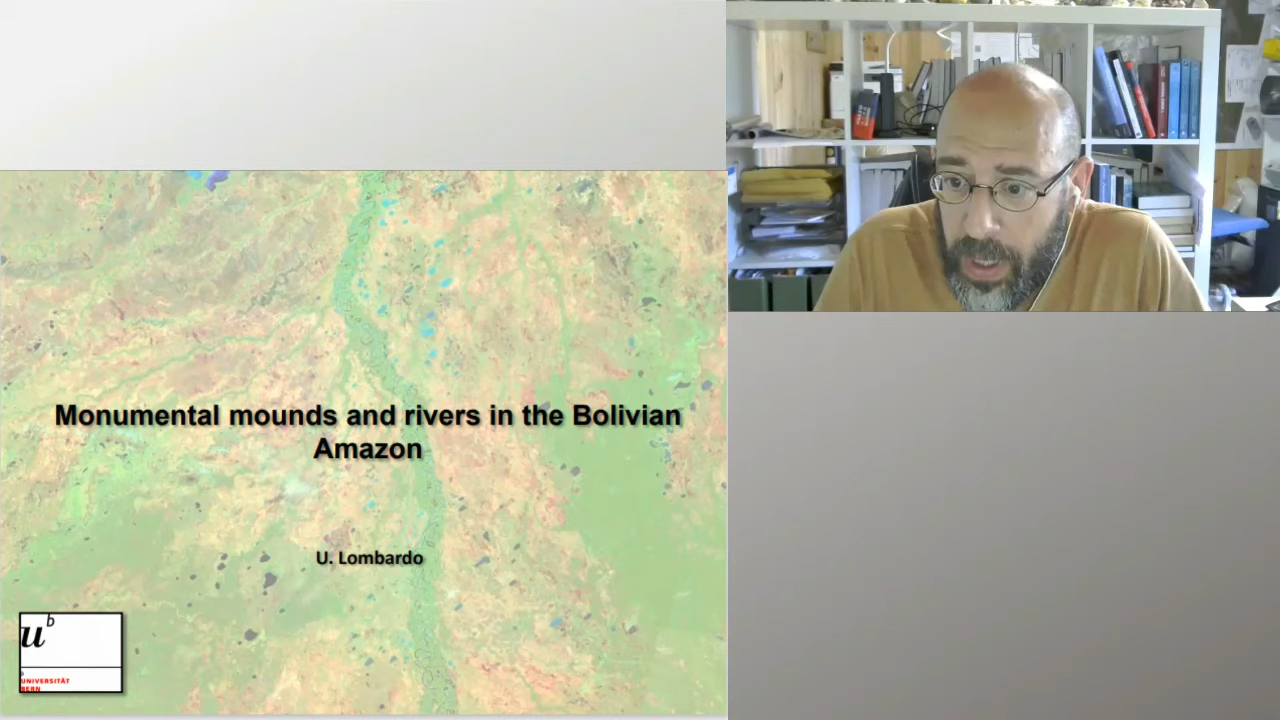 Monumental mounds and rivers in the Bolivian
Amazon
U. Lombardo
u
b
b
UNIVERSITÄT
BERN